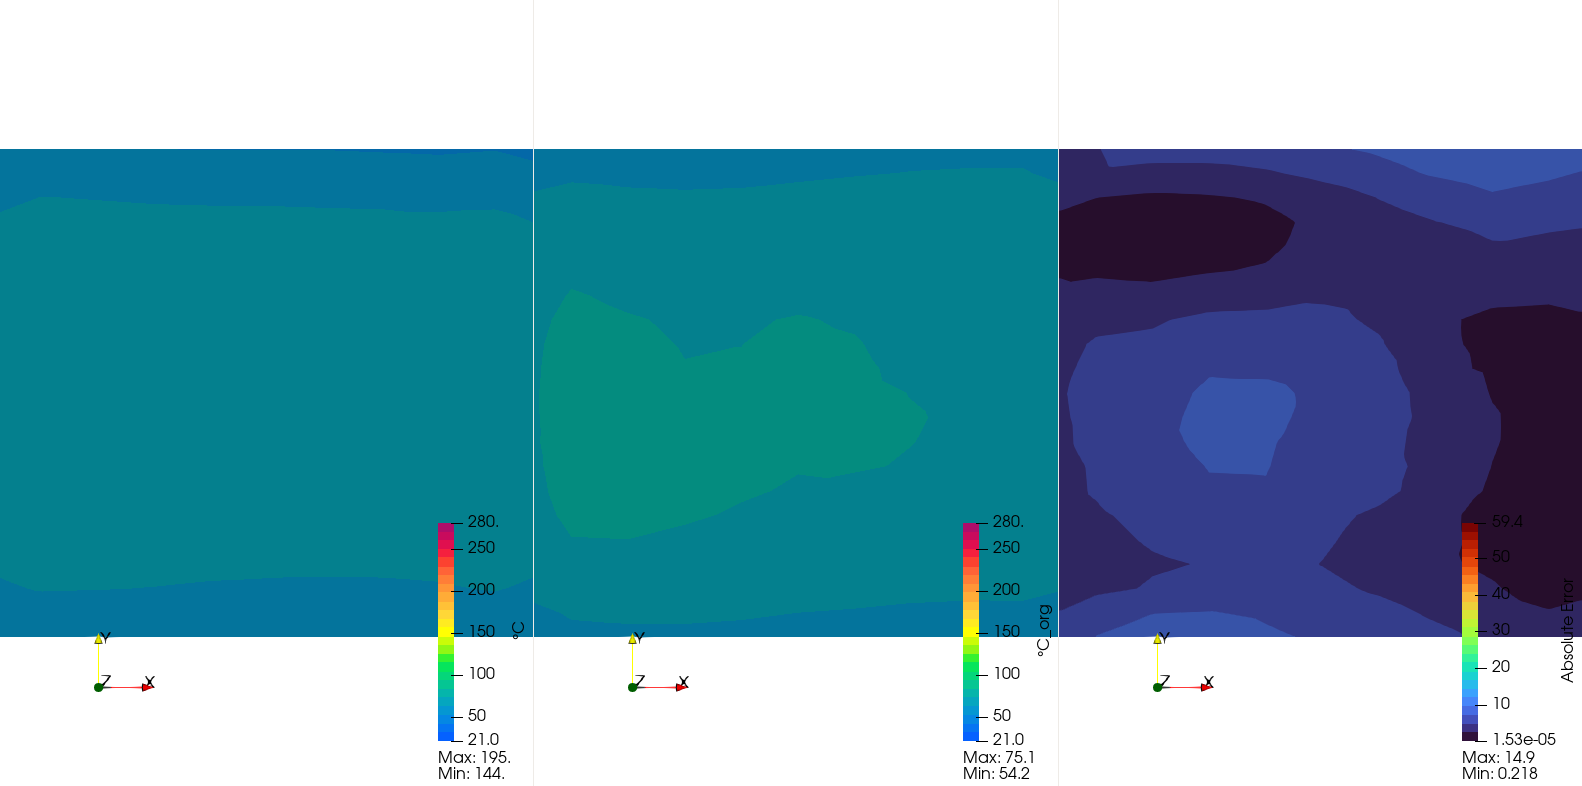 280.
250
200
150
100
50
21.0
°C
Max: 195.
Min: 144.
Y
Z
X
280.
250
200
150
100
50
21.0
°C_org
Max: 75.1
Min: 54.2
Y
Z
X
59.4
50
40
30
20
10
1.53e-05
Absolute Error
Max: 14.9
Min: 0.218
Y
Z
X